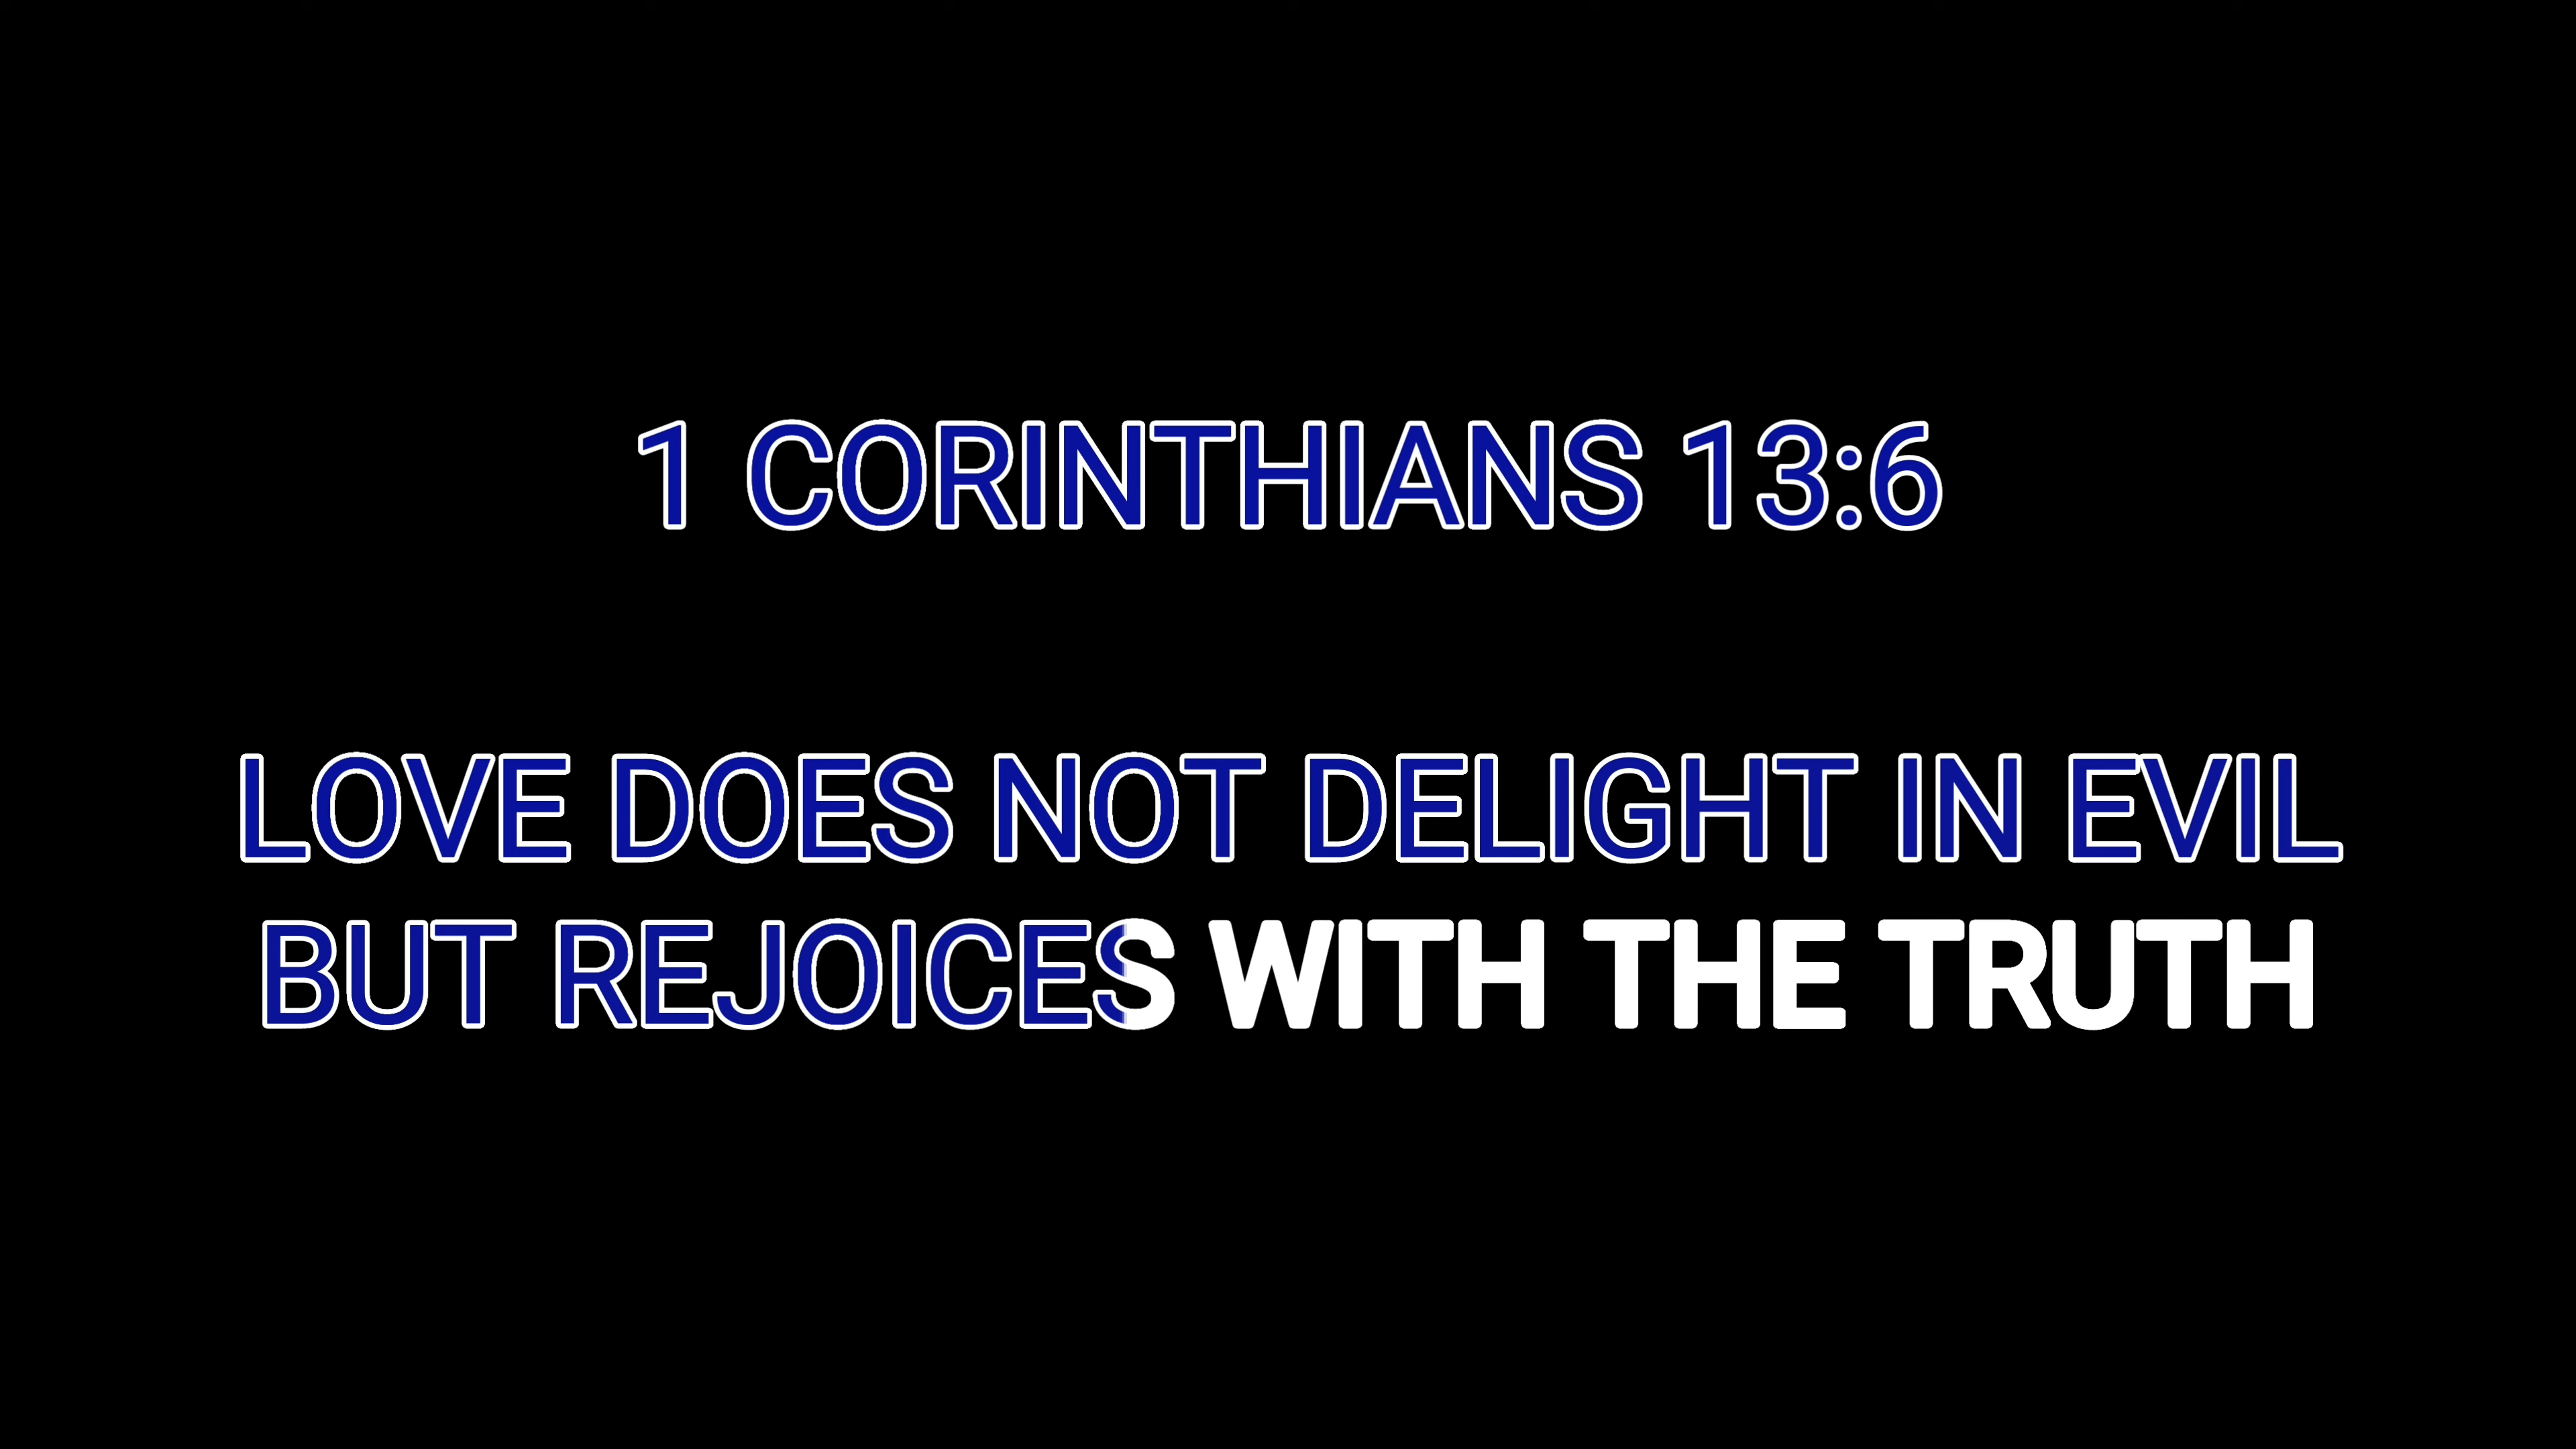 1 CORINTHIANS 13:6
LOVE DOES NOT DELIGHT IN EVIL
BUT REJOICES WITH THE TRUTH